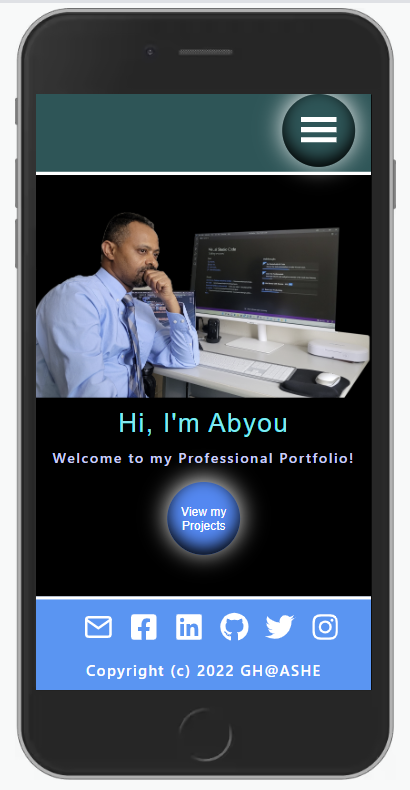 Hi, I'm Abyou
Welcome to my Professional Portfolio!
View my
Projects
Copyright (c) 2022 GH@ASHE